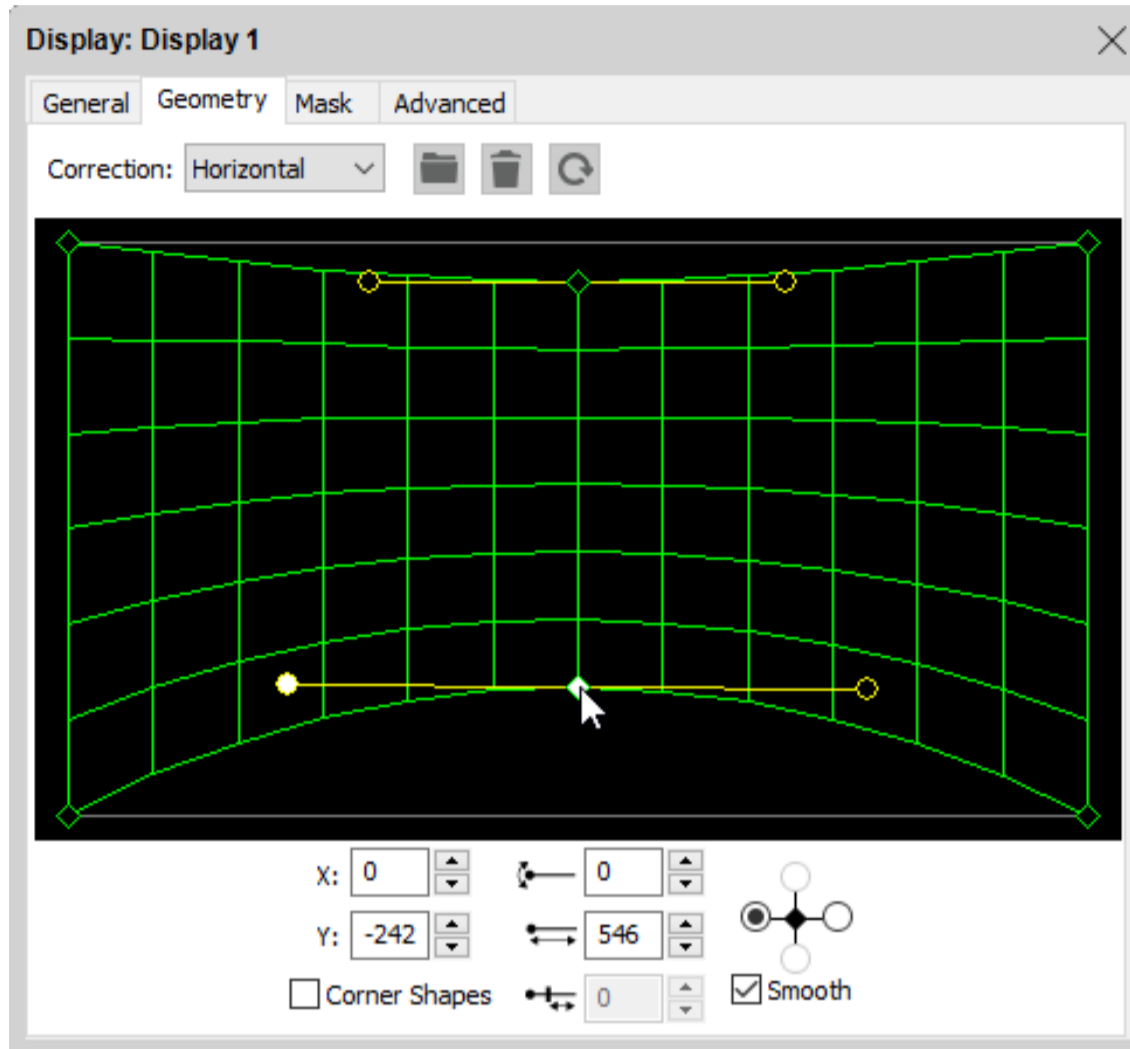 Display: Display 1
General Geometry Mask Advanced
Correction: Horizontal
X: 0 0
Y: -242 546
Corner Shapes 0 Smooth